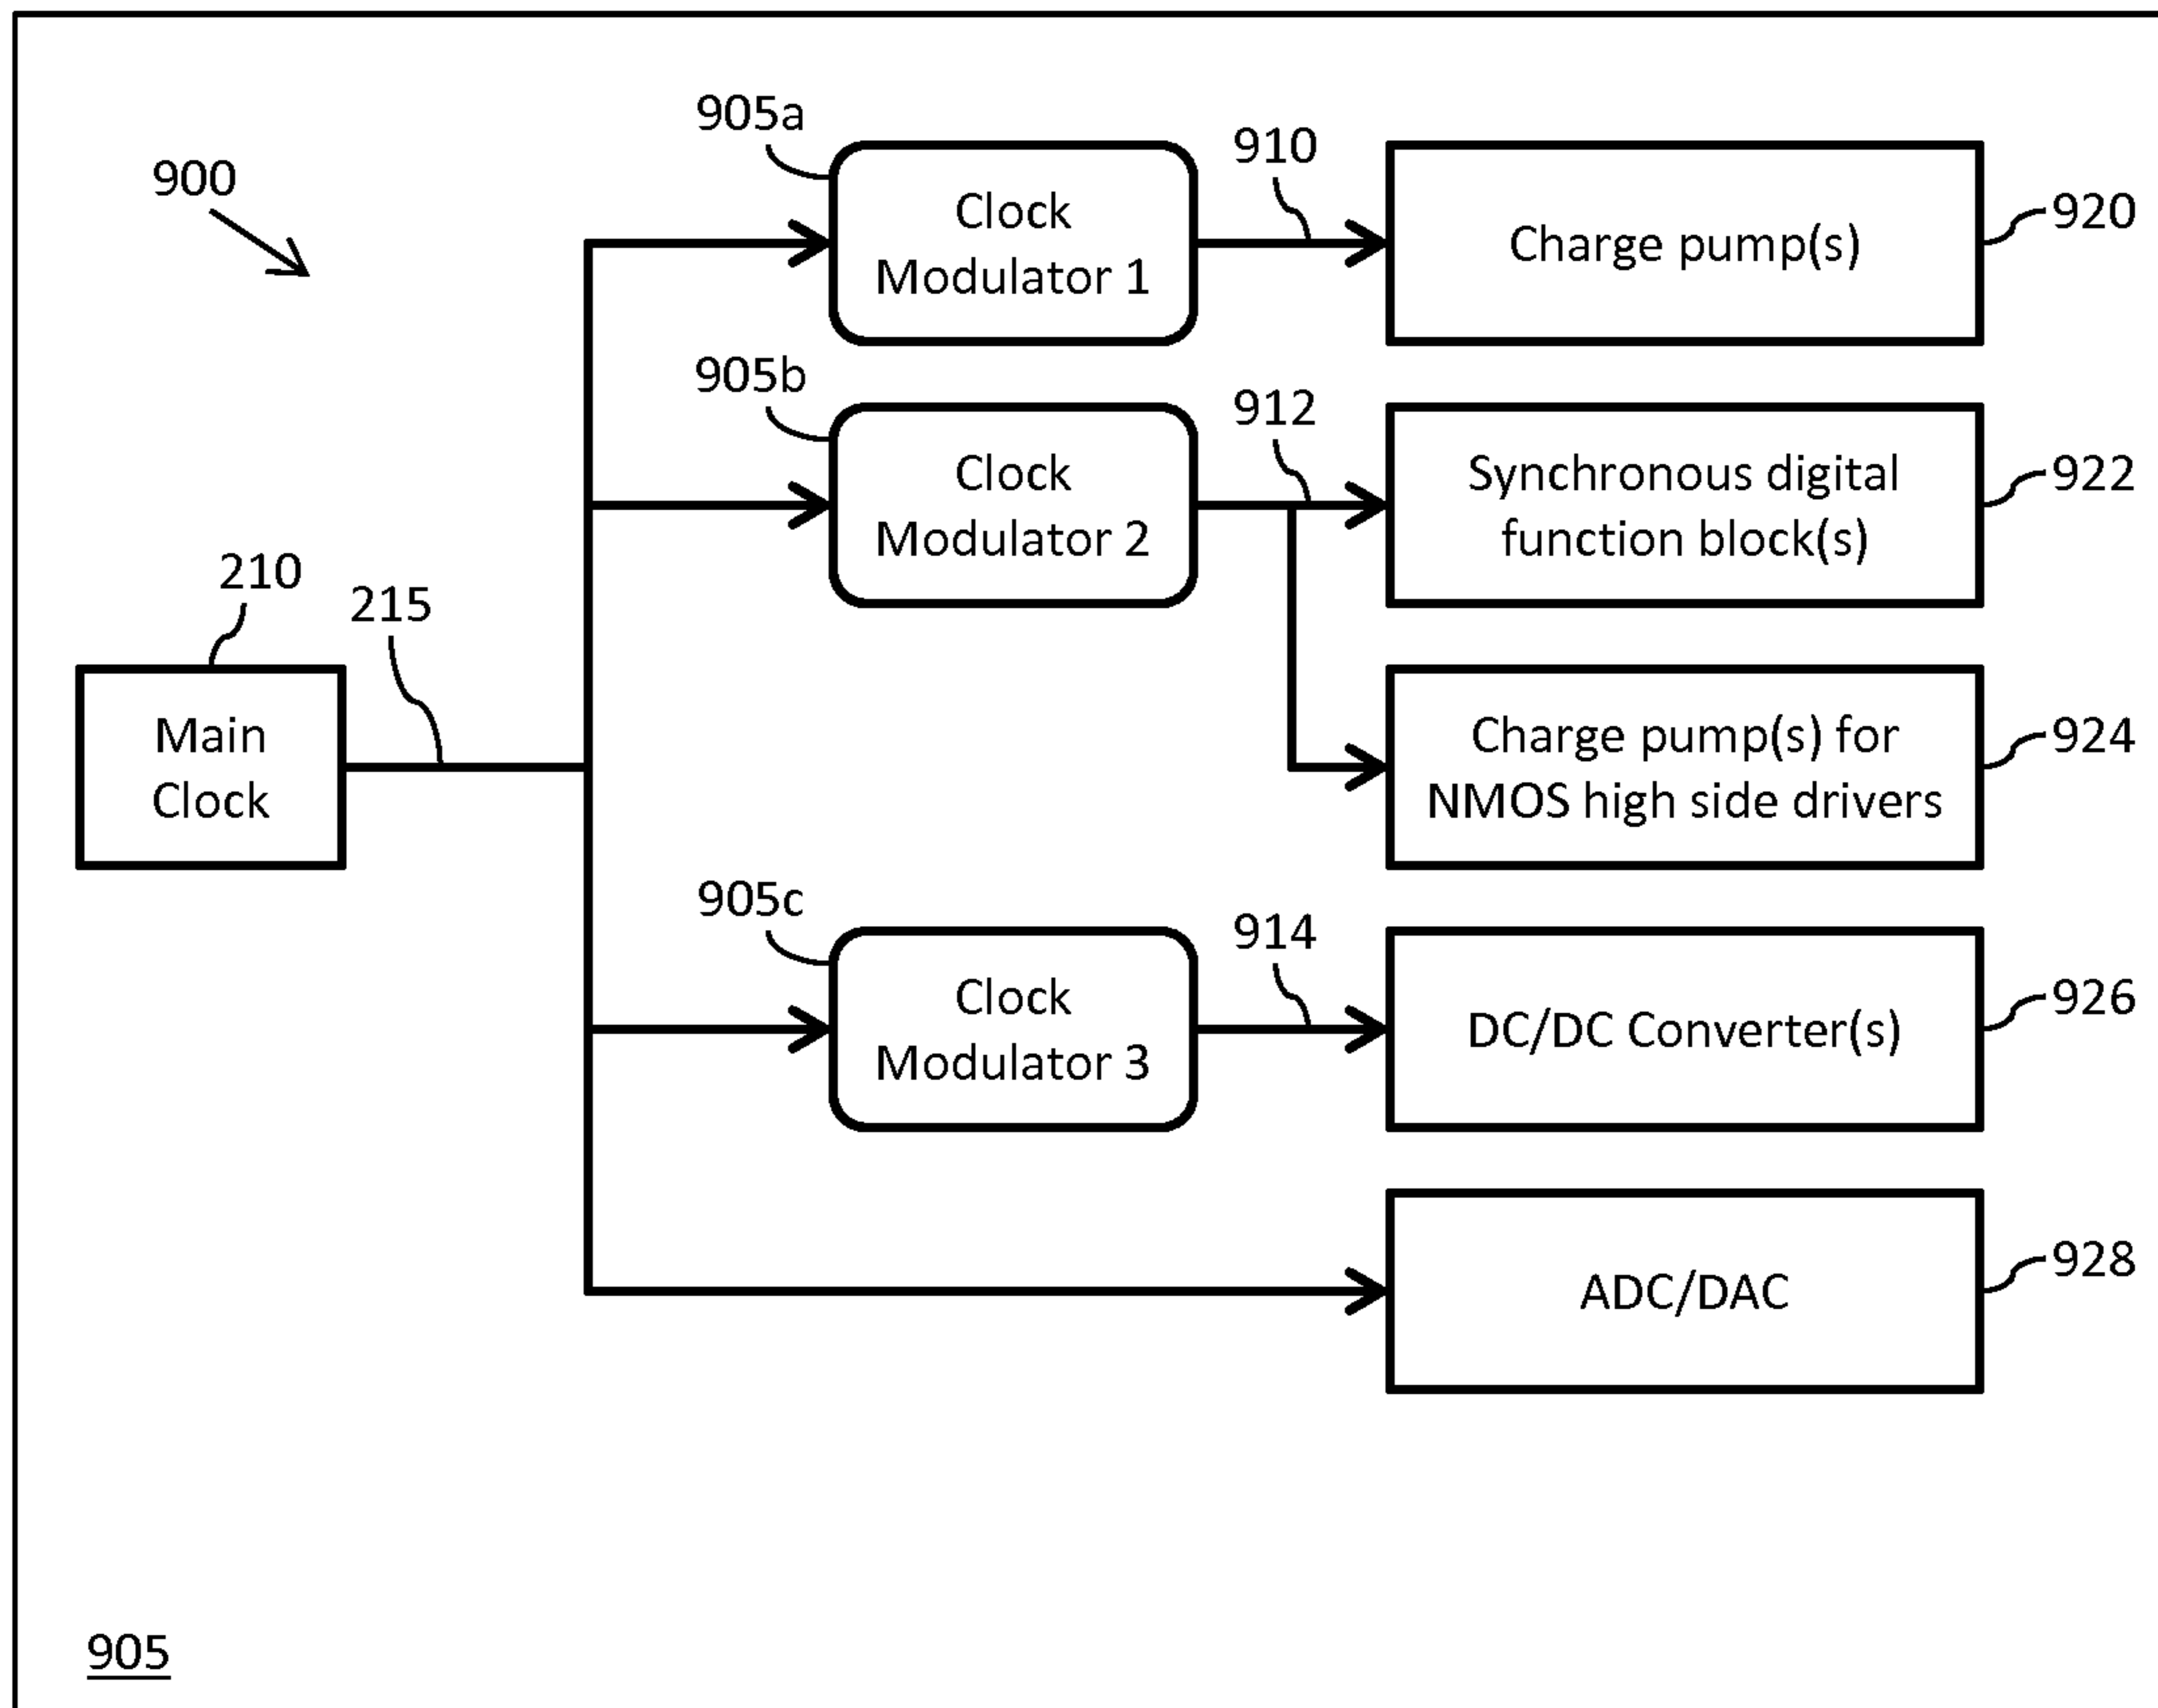 905a
910
900
Clock
Modulator 1
Charge pump(s)
920
905b
912
Clock
Modulator 2
Synchronous digital
function block(s)
922
210
215
Main
Clock
Charge pump(s) for
NMOS high side drivers
924
905c
914
Clock
Modulator 3
DC/DC Converter(s)
926
ADC/DAC
928
905